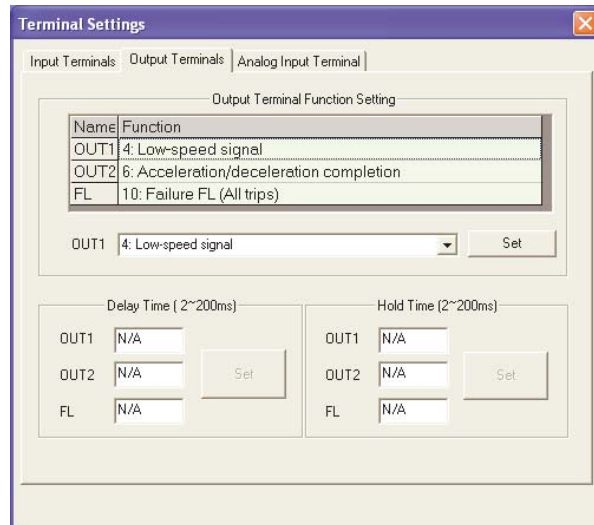 Terminal Settings
Input Terminals Output Terminals Analog Input Terminal
Output Terminal Function Setting
Name Function
OUT1 4: Low-speed signal
OUT2 6: Acceleration/deceleration completion
FL 10: Failure FL (All trips)
OUT1 4: Low-speed signal Set
Delay Time ( 2~200ms)
OUT1 N/A
OUT2 N/A
Set
FL N/A
Hold Time (2~200ms)
OUT1 N/A
OUT2 N/A
Set
FL N/A